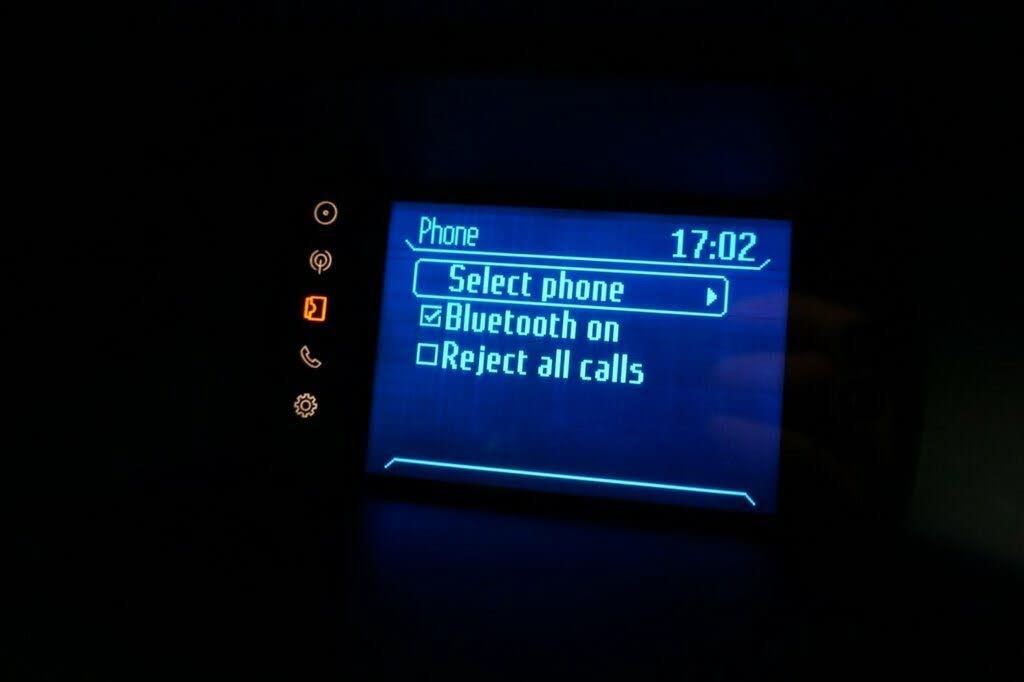 Phone
17:02
Select phone
Bluetooth on
Reject all calls